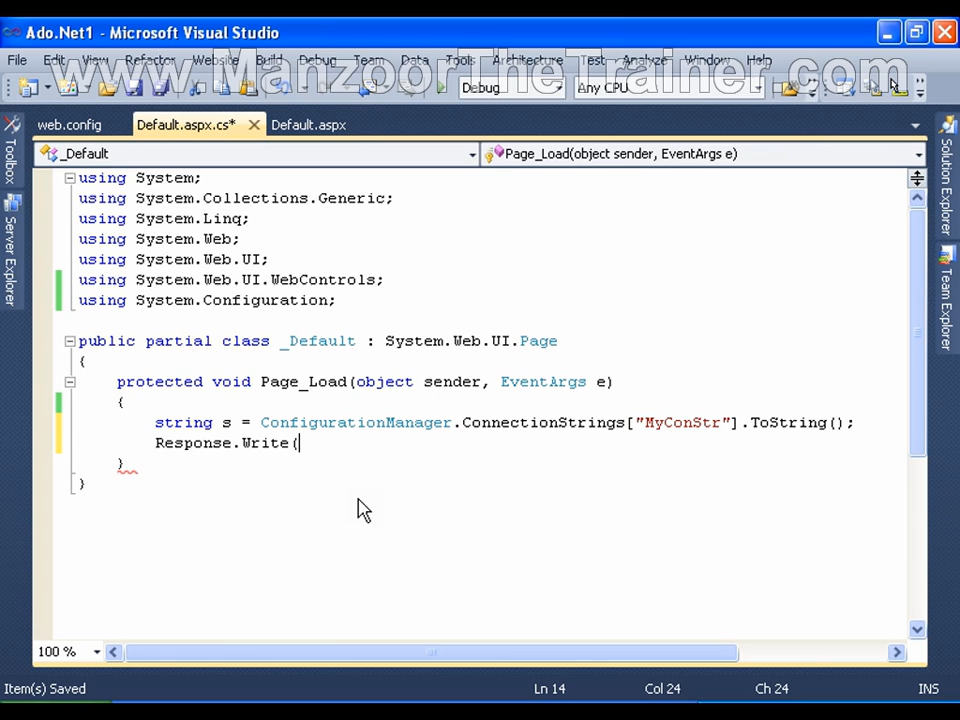 Ado.Net1 - Microsoft Visual Studio
File Edit View Refactor Website Build Debug Team Data Tools Architecture Test Analyze Window Help
www.ManzoorTheTrainer.com
Debug Any CPU
web.config Default.aspx.cs* Default.aspx
_Default Page_Load(object sender, EventArgs e)
Toolbox
Server Explorer
Solution Explorer
Team Explorer
using System;
using System.Collections.Generic;
using System.Linq;
using System.Web;
using System.Web.UI;
using System.Web.UI.WebControls;
using System.Configuration;
public partial class _Default : System.Web.UI.Page
{
protected void Page_Load(object sender, EventArgs e)
{
string s = ConfigurationManager.ConnectionStrings["MyConStr"].ToString();
Response.Write(
}
}
100 %
Item(s) Saved Ln 14 Col 24 Ch 24 INS